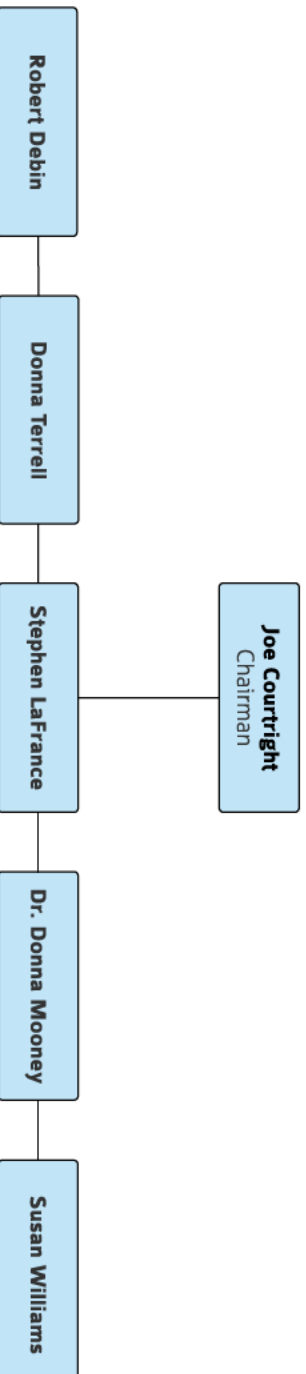 Joe Courtright
Chairman
Robert Debin
Donna Terrell
Stephen LaFrance
Dr. Donna Mooney
Susan Williams